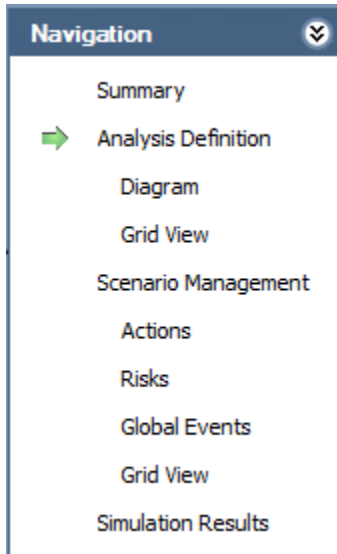 Navigation
Summary
Analysis Definition
Diagram
Grid View
Scenario Management
Actions
Risks
Global Events
Grid View
Simulation Results